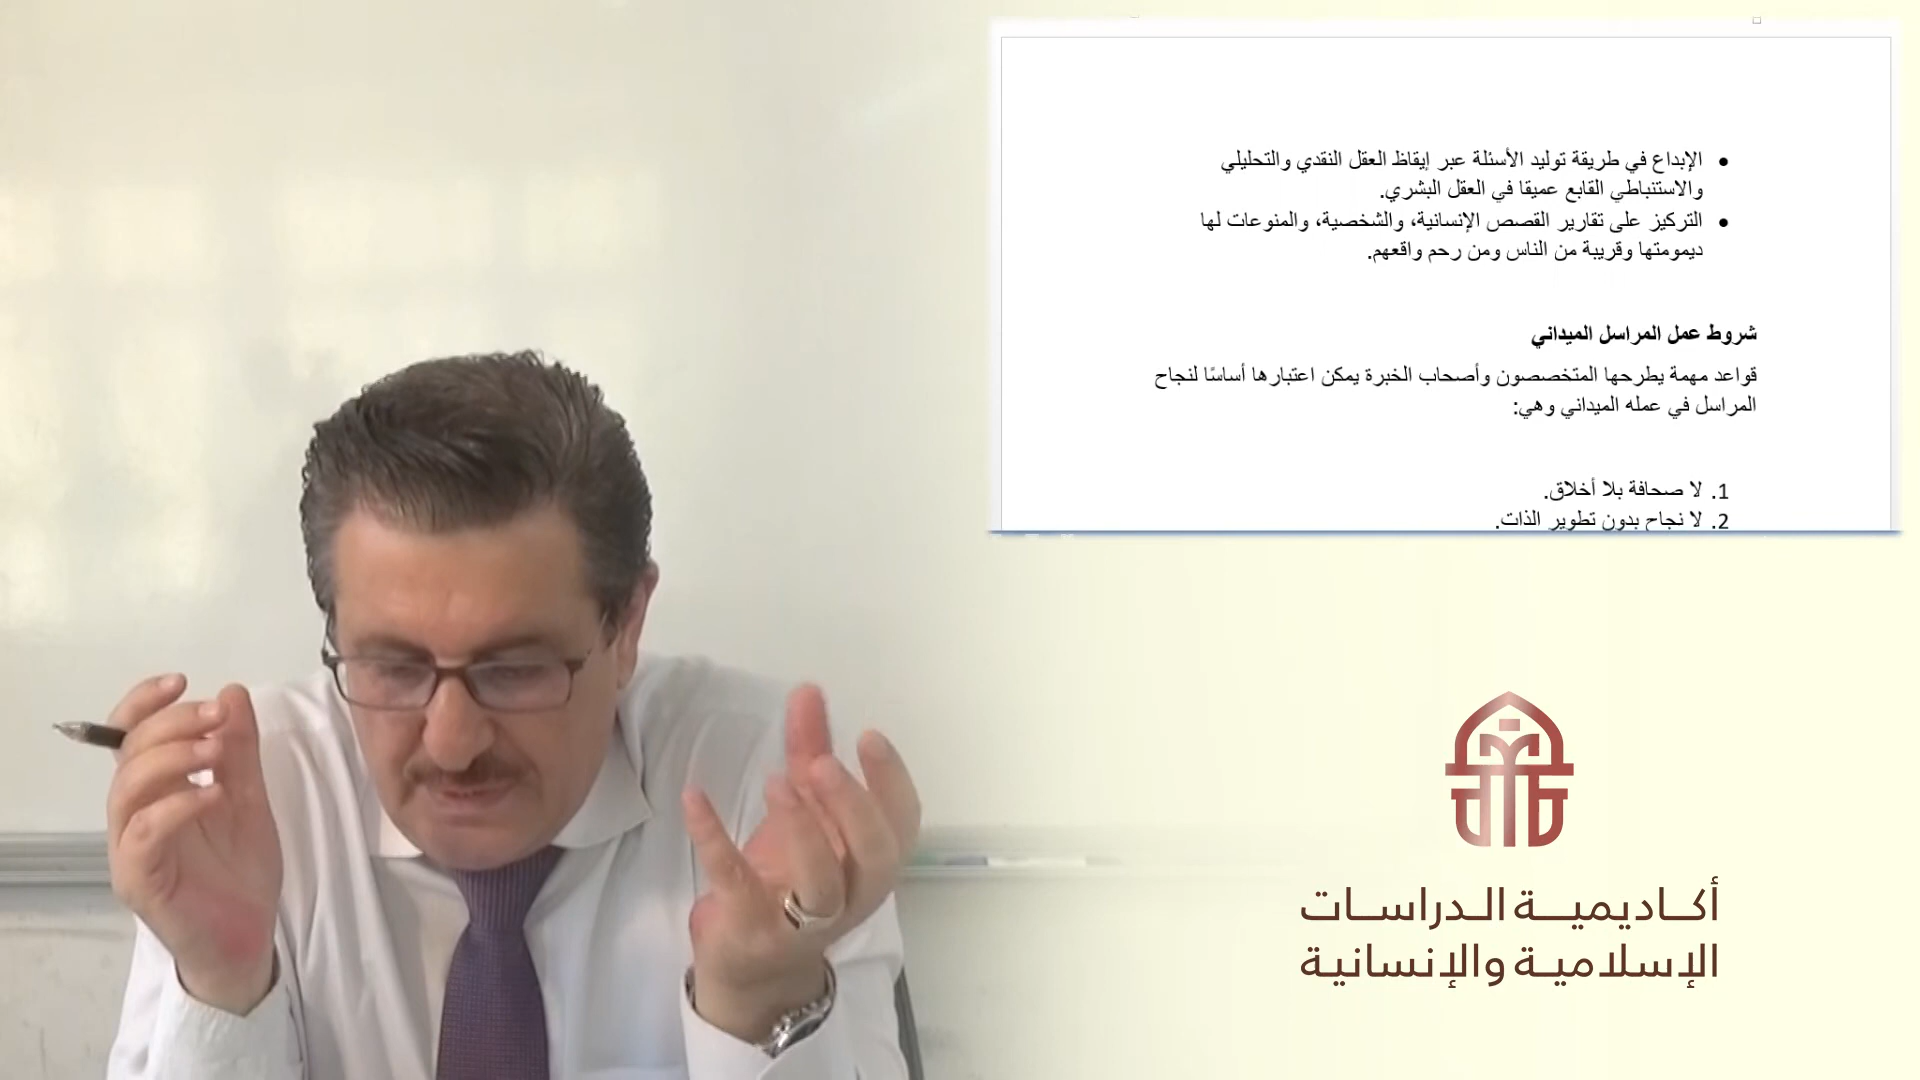 • الإبداع في طريقة توليد الأسئلة عبر إيقاظ العقل النقدي والتحليلي
والاستنباطي القابع عميقا في العقل البشري.
• التركيز على تقارير القصص الإنسانية، والشخصية، والمنوعات لها
ديمومتها وقريبة من الناس ومن رحم واقعهم.
شروط عمل المراسل الميداني
قواعد مهمة يطرحها المتخصصون وأصحاب الخبرة يمكن اعتبارها أساسًا لنجاح
المراسل في عمله الميداني وهي:
1. لا صحافة بلا أخلاق.
2. لا نجاح بدون تطوير الذات.
أكاديمية الدراسات
الإسلامية والإنسانية